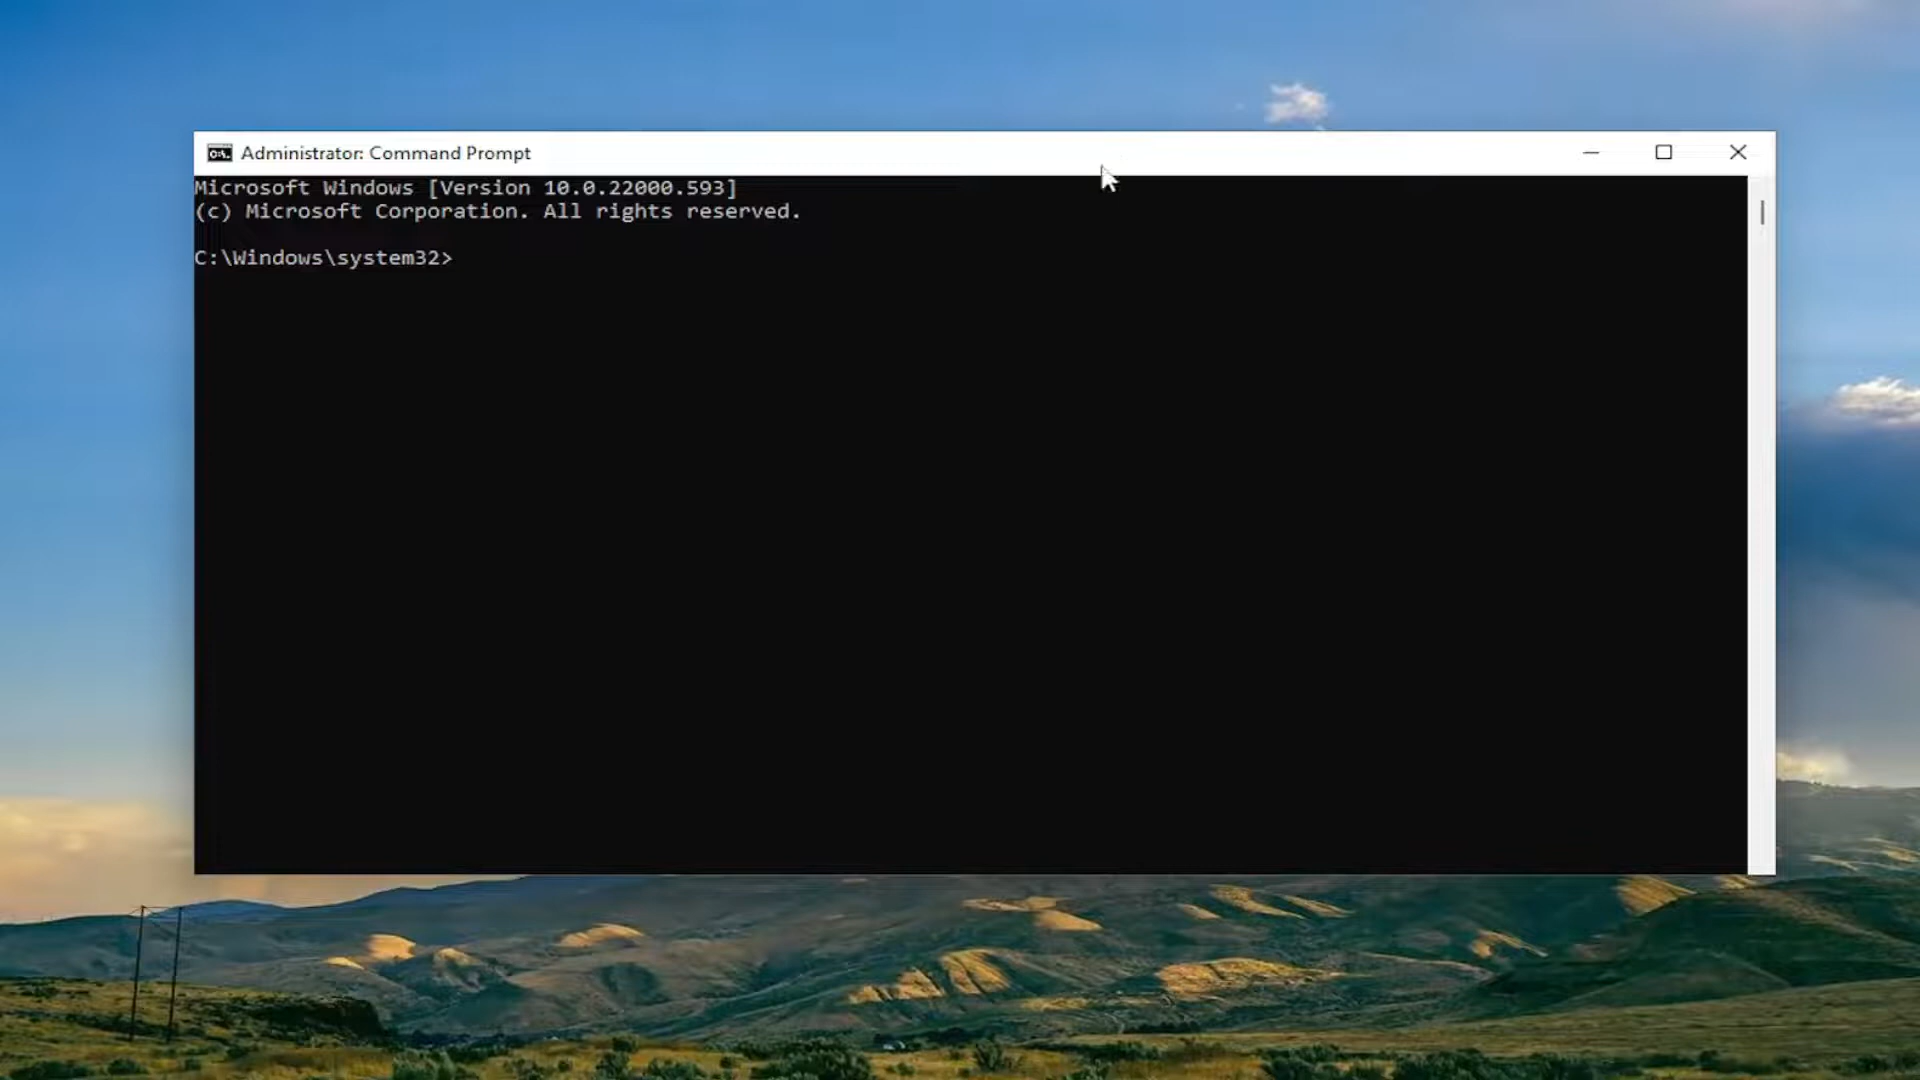 Administrator: Command Prompt
Microsoft Windows [Version 10.0.22000.593]
(c) Microsoft Corporation. All rights reserved.
C:\Windows\system32>